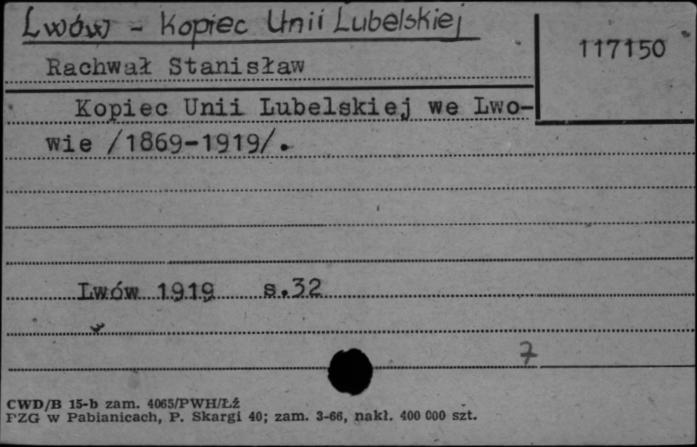 Lwów - Kopiec Unii Lubelskiej
117150
Rachwał Stanisław
Kopiec Unii Lubelskiej we Lwo-
wie /1869-1919/.
Lwów 1919 s.32
7
CWD/B 15-b zam. 4065/PWH/Łź
PZG w Pabianicach, P. Skargi 40; zam. 3-66, nakł. 400 000 szt.